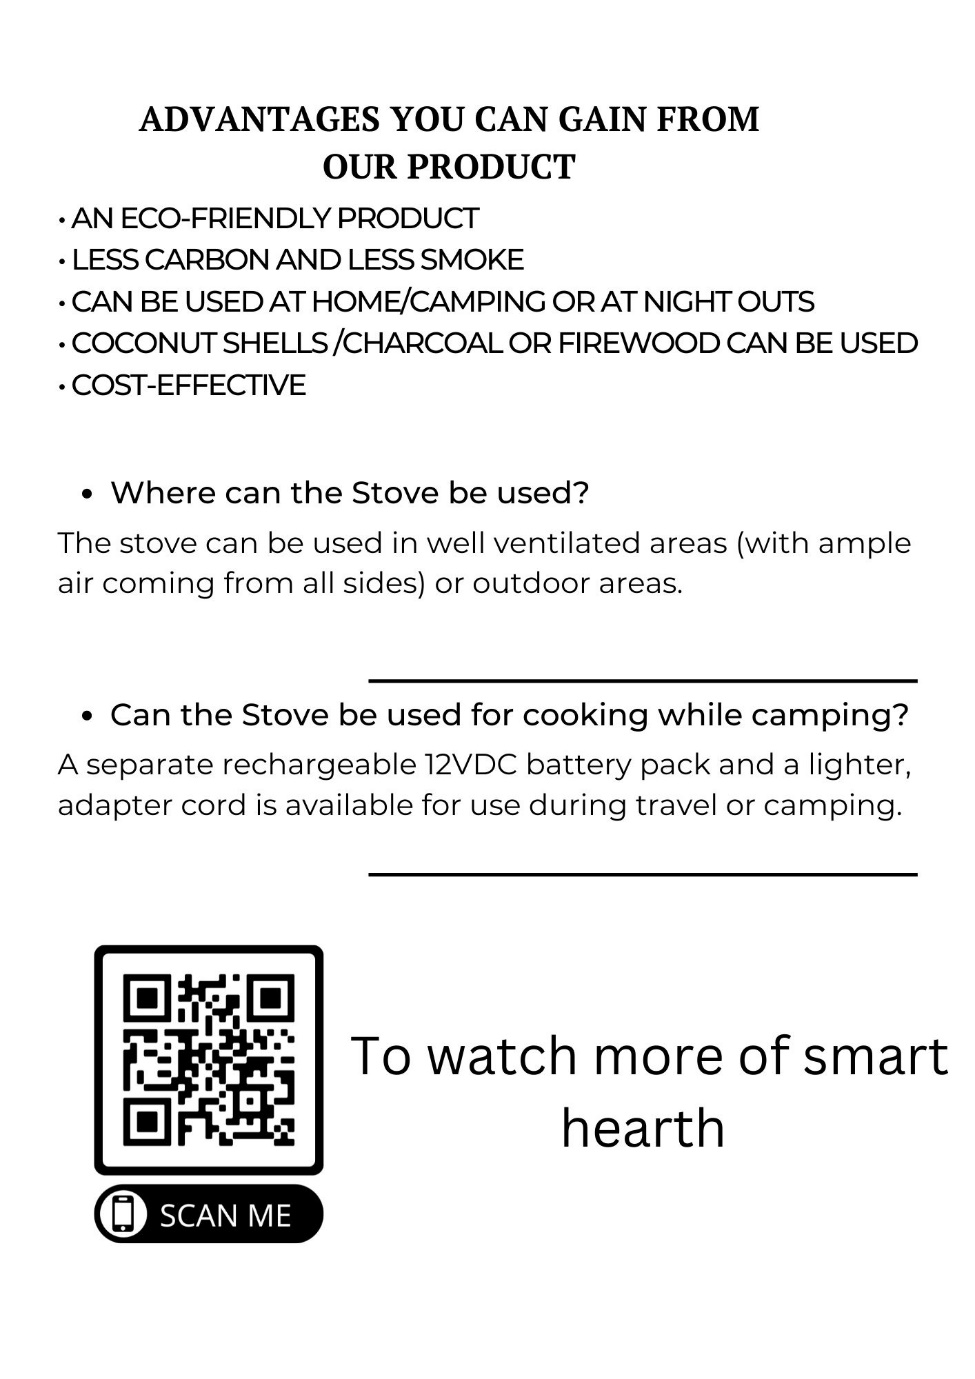 ADVANTAGES YOU CAN GAIN FROM
OUR PRODUCT
• AN ECO-FRIENDLY PRODUCT
• LESS CARBON AND LESS SMOKE
• CAN BE USED AT HOME/CAMPING OR AT NIGHT OUTS
• COCONUT SHELLS /CHARCOAL OR FIREWOOD CAN BE USED
• COST-EFFECTIVE
• Where can the Stove be used?
The stove can be used in well ventilated areas (with ample
air coming from all sides) or outdoor areas.
• Can the Stove be used for cooking while camping?
A separate rechargeable 12VDC battery pack and a lighter,
adapter cord is available for use during travel or camping.
To watch more of smart
hearth
SCAN ME